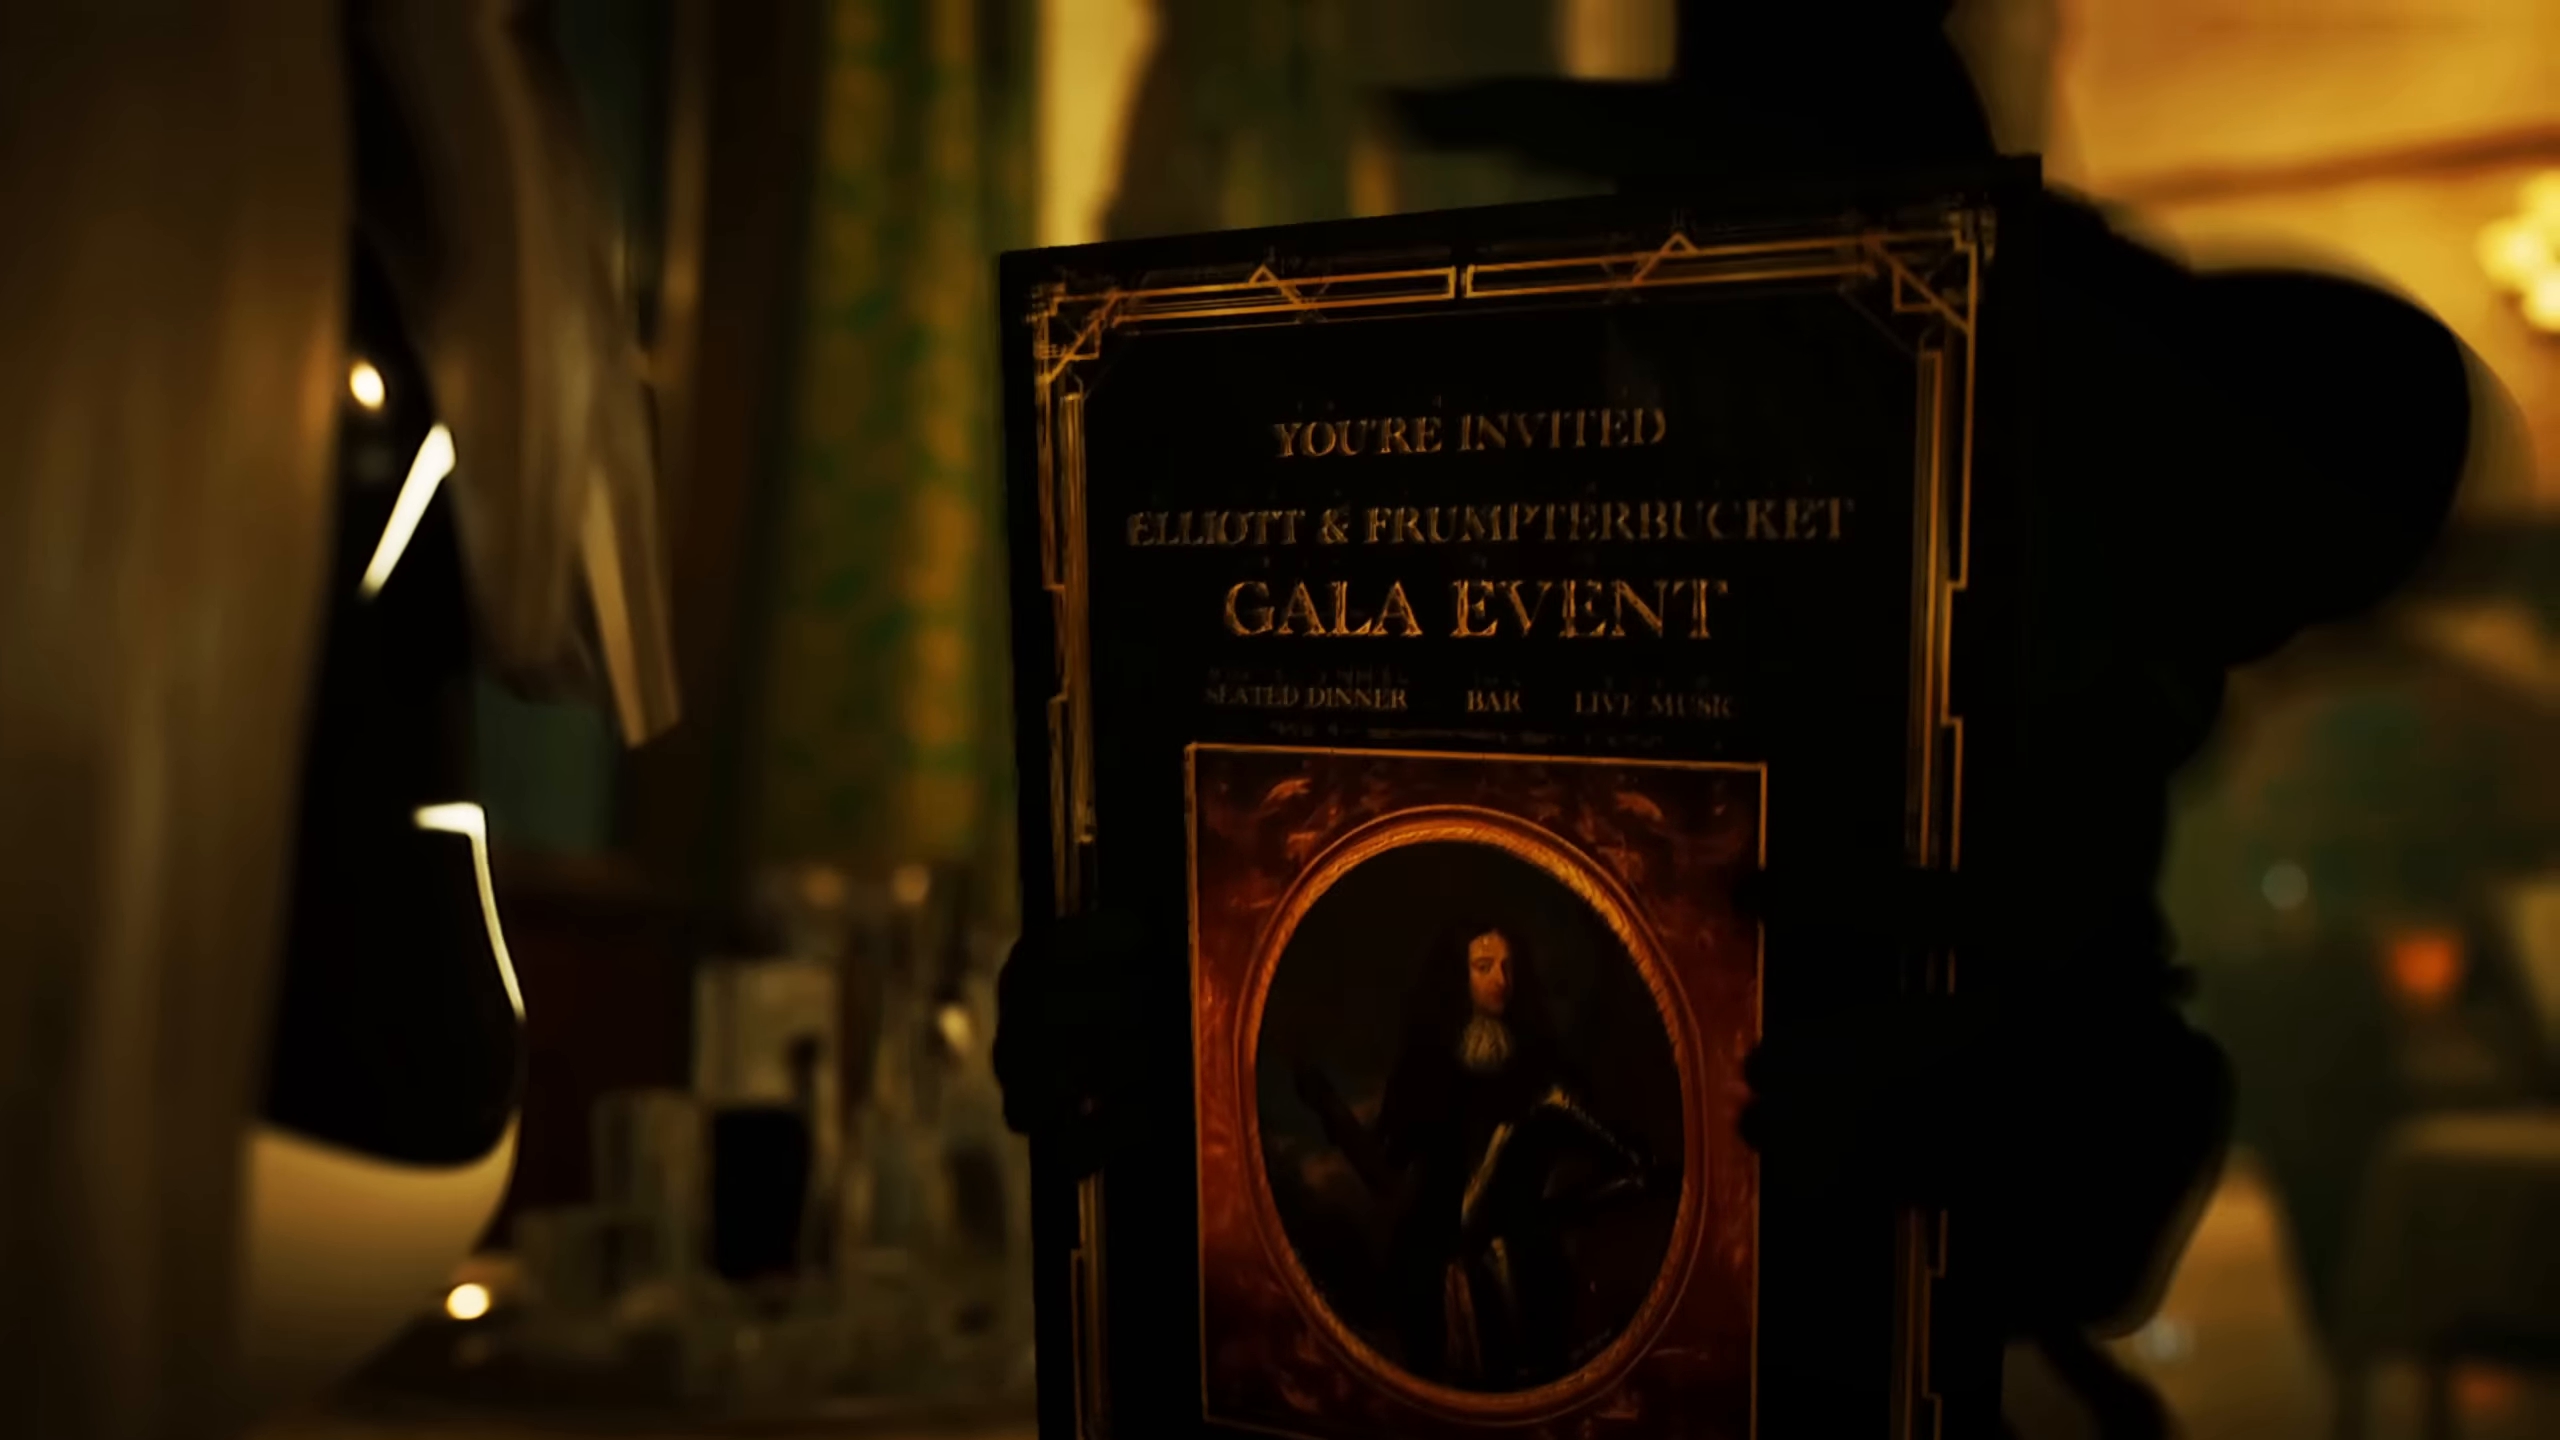 YOU'RE INVITED
ELLIOTT & FRUMPTERBUCKET
GALA EVENT
SEATED DINNER BAR LIVE MUSIC